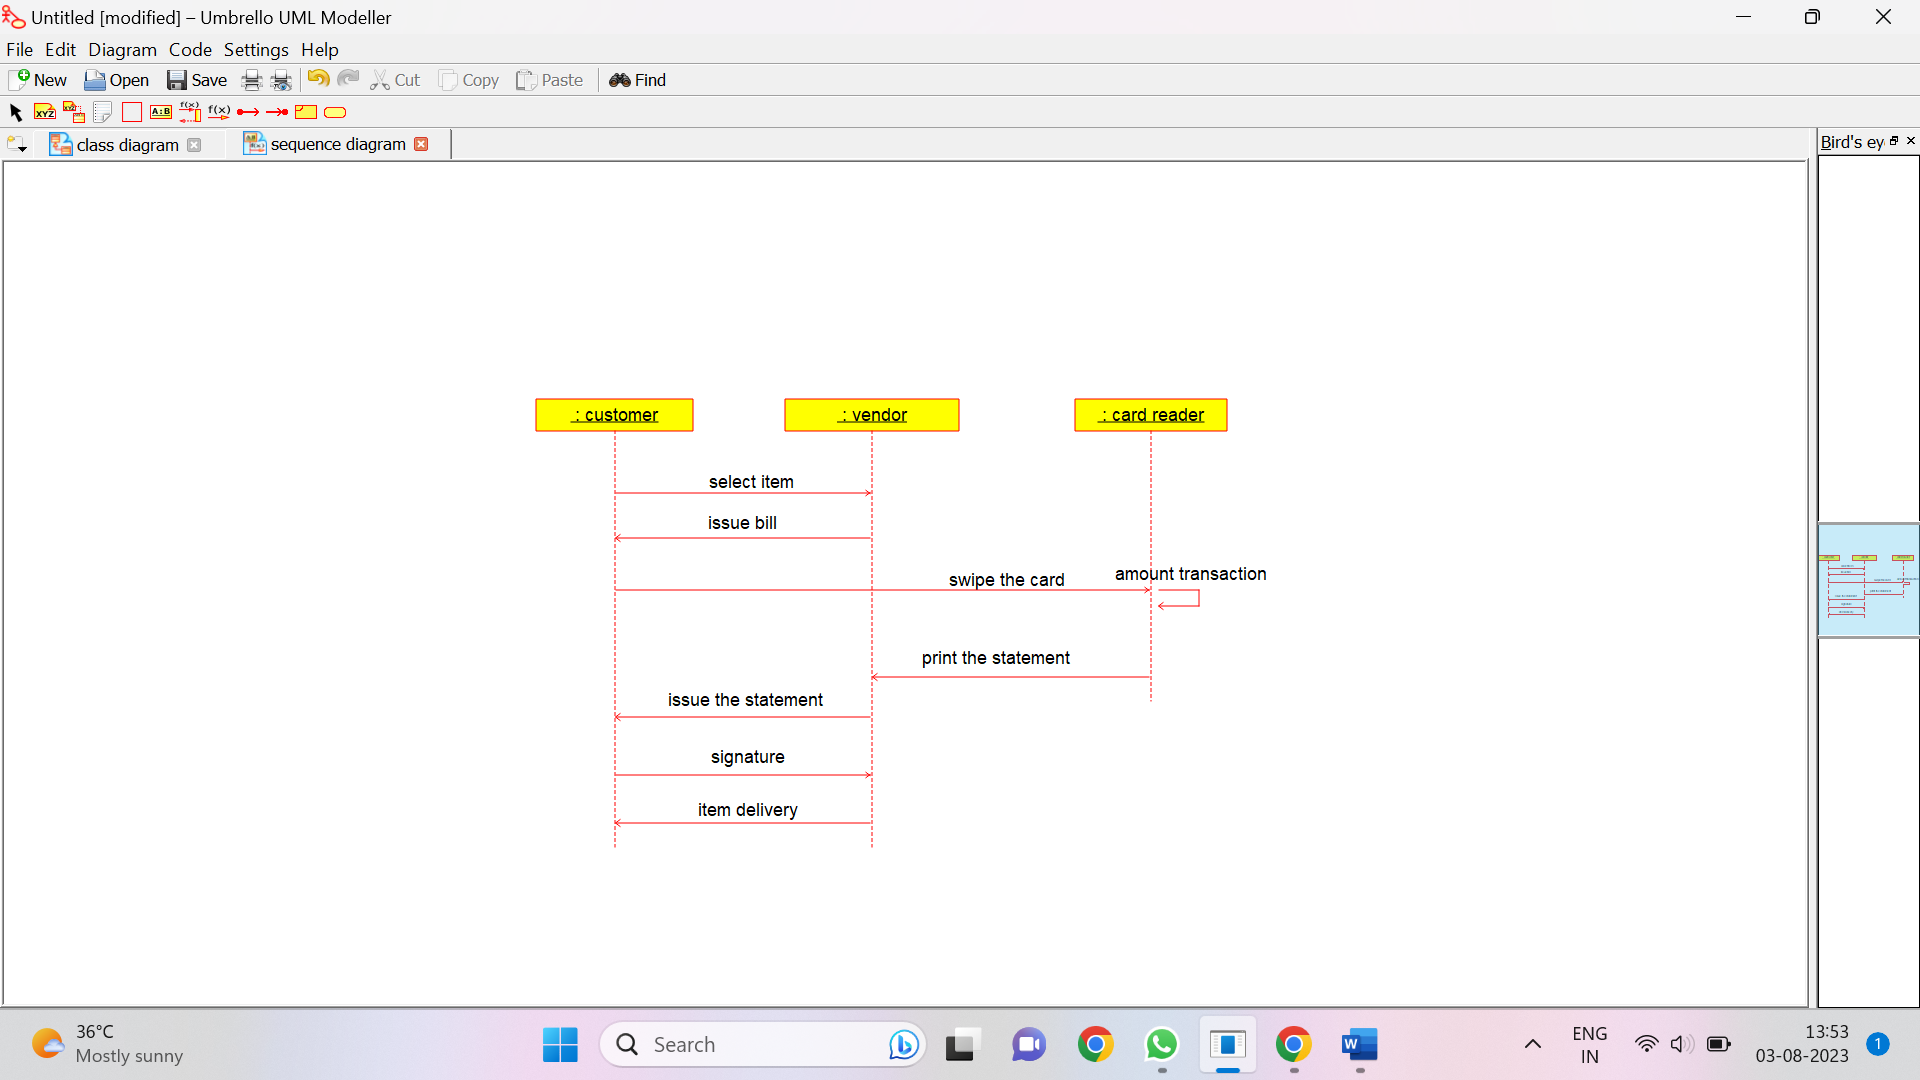 Untitled [modified] – Umbrello UML Modeller
File Edit Diagram Code Settings Help
New Open Save Cut Copy Paste Find
XYZ XYZ A:B f(x) f(x)
class diagram sequence diagram
Bird's ey
: customer : vendor : card reader
select item
issue bill
swipe the card amount transaction
print the statement
issue the statement
signature
item delivery
36°C
Mostly sunny
Search
W
ENG
IN
13:53
03-08-2023
1